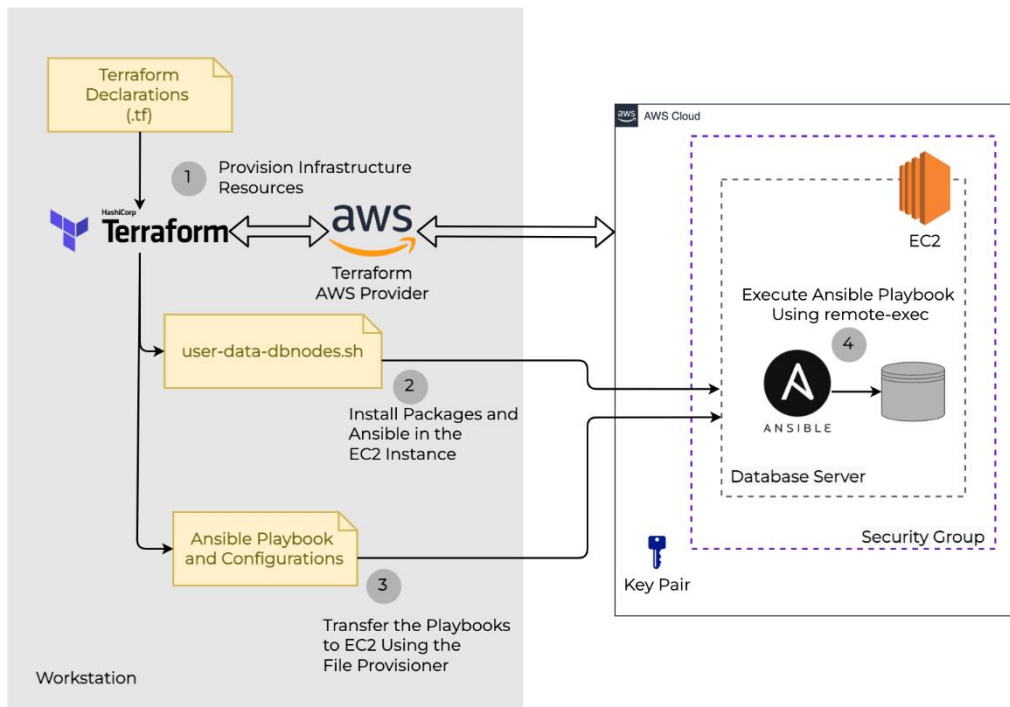 Terraform
Declarations
(.tf)
1
Provision Infrastructure
Resources
HashiCorp
Terraform
aws
Terraform
AWS Provider
user-data-dbnodes.sh
2
Install Packages and
Ansible in the
EC2 Instance
Ansible Playbook
and Configurations
3
Transfer the Playbooks
to EC2 Using the
File Provisioner
Workstation
aws
AWS Cloud
EC2
Execute Ansible Playbook
Using remote-exec
4
A
ANSIBLE
Database Server
Security Group
Key Pair